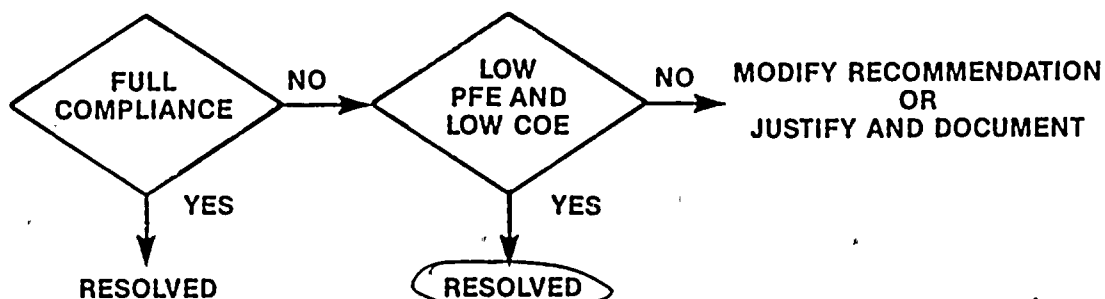 FULL
COMPLIANCE
NO
LOW
PFE AND
LOW COE
NO
MODIFY RECOMMENDATION
OR
JUSTIFY AND DOCUMENT
YES
YES
RESOLVED
RESOLVED